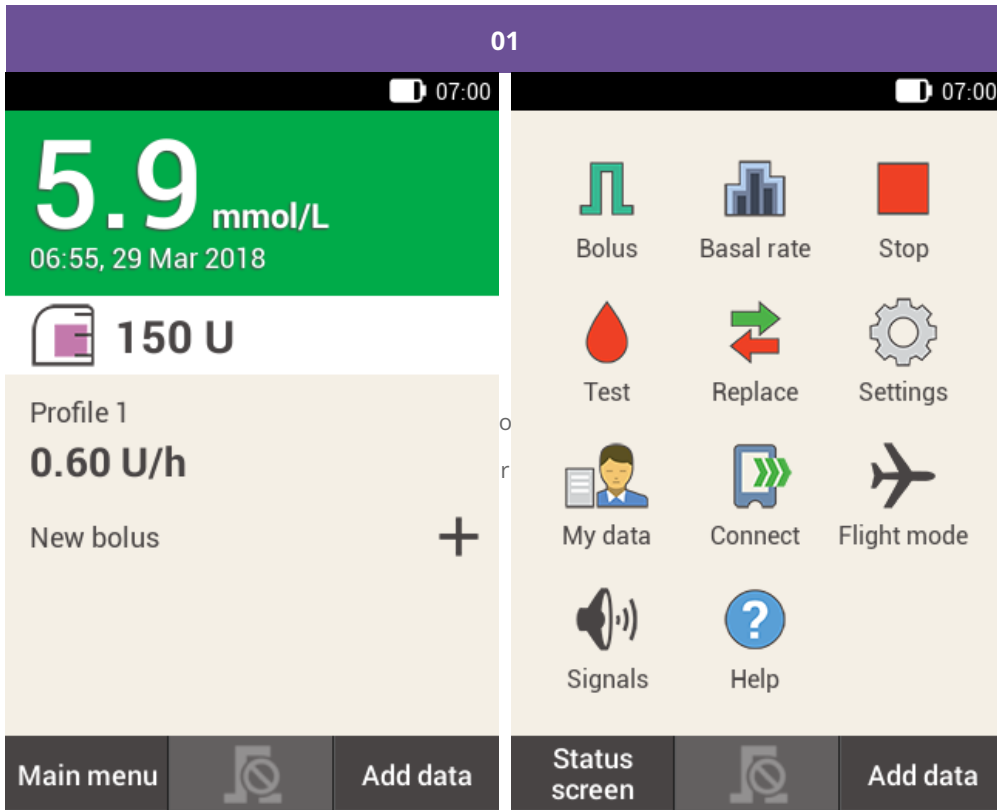 01
07:00
5.9 mmol/L
06:55, 29 Mar 2018
150 U
Profile 1
0.60 U/h
New bolus
Main menu
Add data
o
r
07:00
Bolus Basal rate Stop
Test Replace Settings
My data Connect Flight mode
Signals Help
Status
screen
Add data